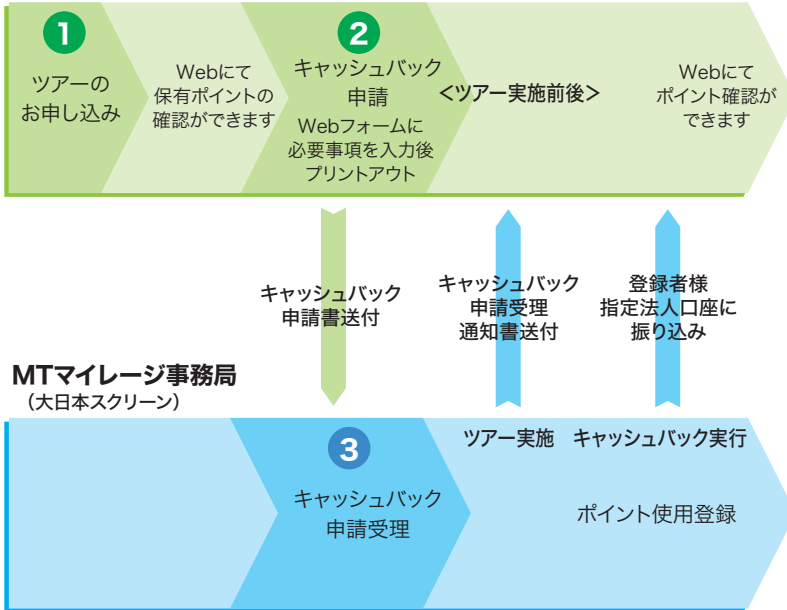 1
ツアーの
お申し込み
Webにて
保有ポイントの
確認ができます
2
キャッシュバック
申請
Webフォームに
必要事項を入力後
プリントアウト
<ツアー実施前後>
Webにて
ポイント確認が
できます
キャッシュバック
申請書送付
キャッシュバック
申請受理
通知書送付
登録者様
指定法人口座に
振り込み
MTマイレージ事務局
(大日本スクリーン)
3
キャッシュバック
申請受理
ツアー実施
キャッシュバック実行
ポイント使用登録